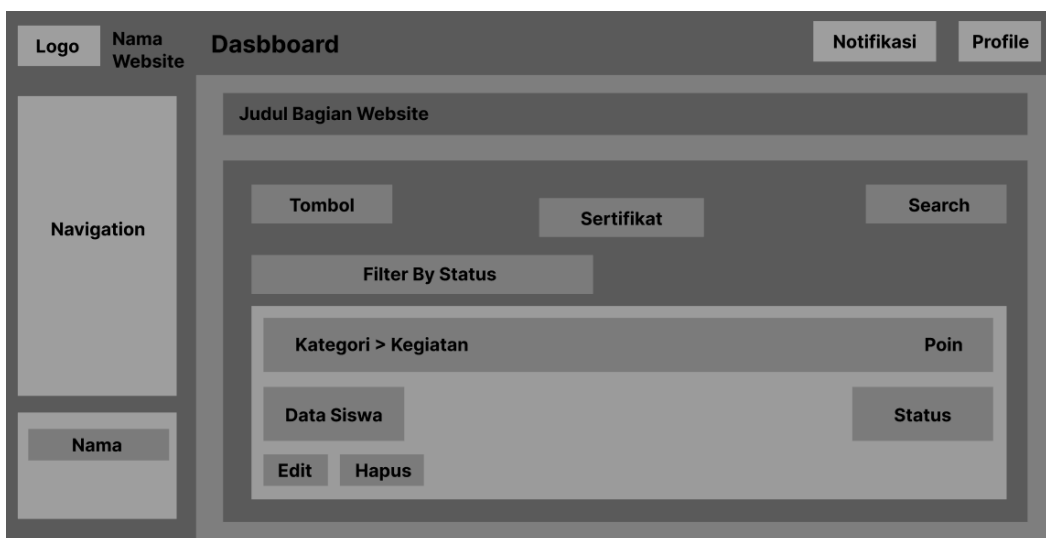 Logo
Nama
Website
Dasbboard
Notifikasi
Profile
Judul Bagian Website
Navigation
Tombol
Sertifikat
Search
Filter By Status
Kategori > Kegiatan
Poin
Data Siswa
Status
Nama
Edit
Hapus